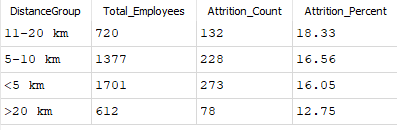 DistanceGroup Total_Employees Attrition_Count Attrition_Percent
11-20 km 720 132 18.33
5-10 km 1377 228 16.56
<5 km 1701 273 16.05
>20 km 612 78 12.75